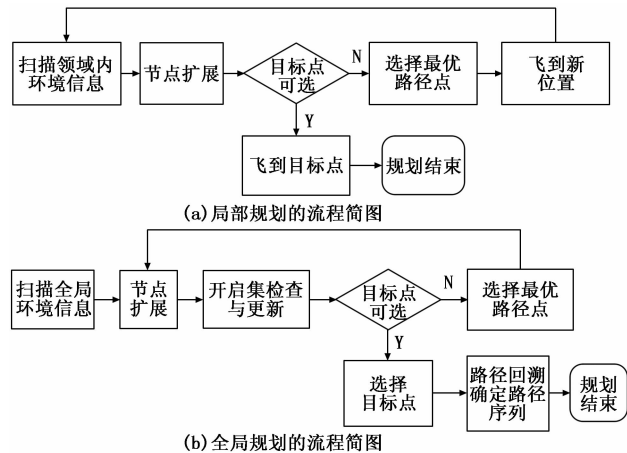 扫描领域内
环境信息
节点扩展
目标点
可选
N
选择最优
路径点
飞到新
位置
Y
飞到目标点
规划结束
(a)局部规划的流程简图
扫描全局
环境信息
节点
扩展
开启集检查
与更新
目标点
可选
N
选择最优
路径点
Y
选择
目标点
路径回溯
确定路径
序列
规划
结束
(b)全局规划的流程简图